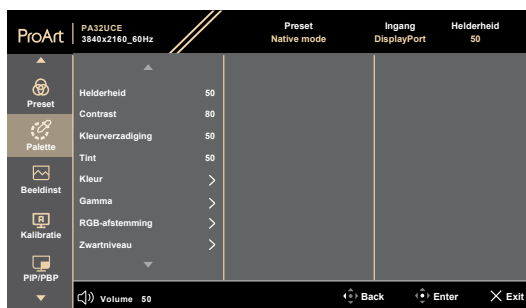 ProArt
PA32UCE
3840x2160_60Hz
Preset
Native mode
Ingang
DisplayPort
Helderheid
50
Preset
Palette
Beeldinst
Kalibratie
PIP/PBP
Helderheid 50
Contrast 80
Kleurverzadiging 50
Tint 50
Kleur
Gamma
RGB-afstemming
Zwartniveau
Volume 50
Back
Enter
Exit